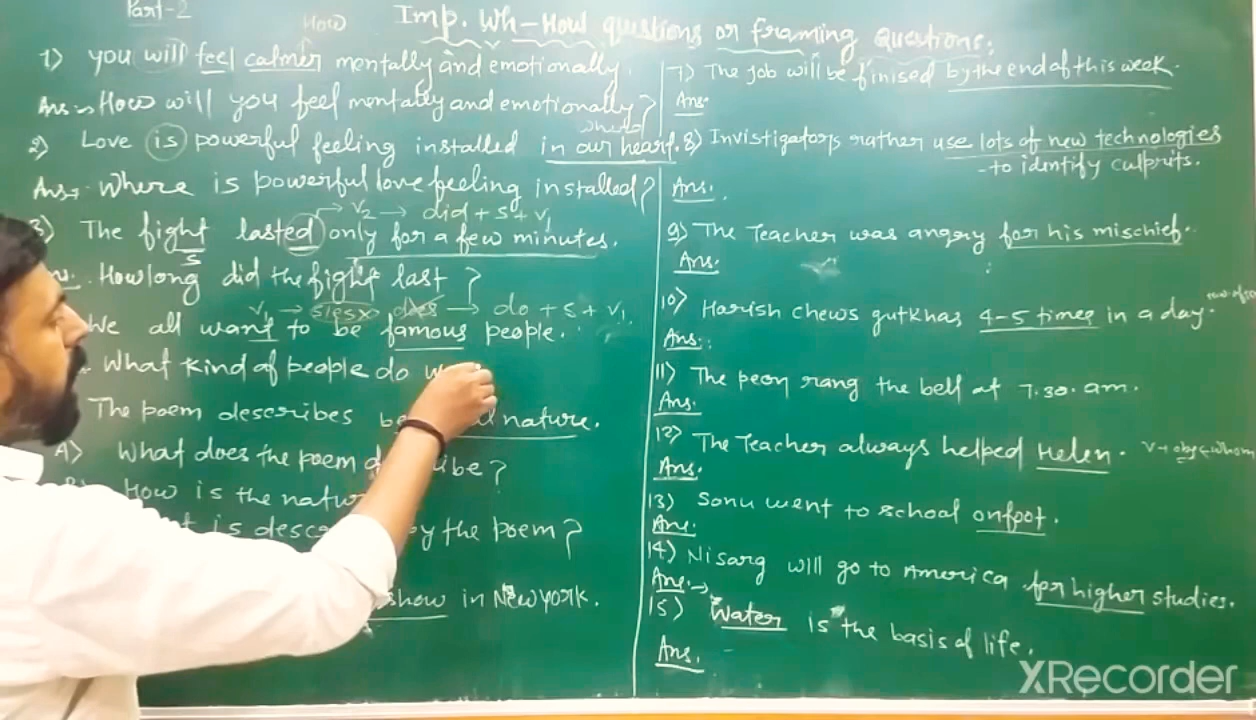 Part-2
Imp. Wh-How questions or framing Questions:
How
1) you will feel calmer mentally and emotionally.
Ans:→ How will you feel mentally and emotionally?
where
2) Love is powerful feeling installed in our heart.
Ans→. Where is powerful love feeling installed?
→ V2 → did + S + V1
3) The fight lasted only for a few minutes.
S
How long did the fight last?
V1 → → do + S + V1
We all want to be famous people.
What kind of people do
The poem describes nature.
A) What does the poem describe?
How is the
is by the poem?
show in Newyork.
7) The job will be finised by the end of this week.
Ans:
8) Invistigators rather use lots of new technologies
-to identify culprits.
Ans.
9) The Teacher was angry for his mischief.
Ans.
10) Harish chews gutkhas 4-5 times in a day.
Ans:
11) The peon rang the bell at 7.30. am.
Ans.
12) The Teacher always helped Helen. V→obj→whom
Ans.
13) Sonu went to school onfoot.
Ans.
14) Nisarg will go to America for higher studies.
Ans.→
15) Water is the basis of life.
Ans.
XRecorder